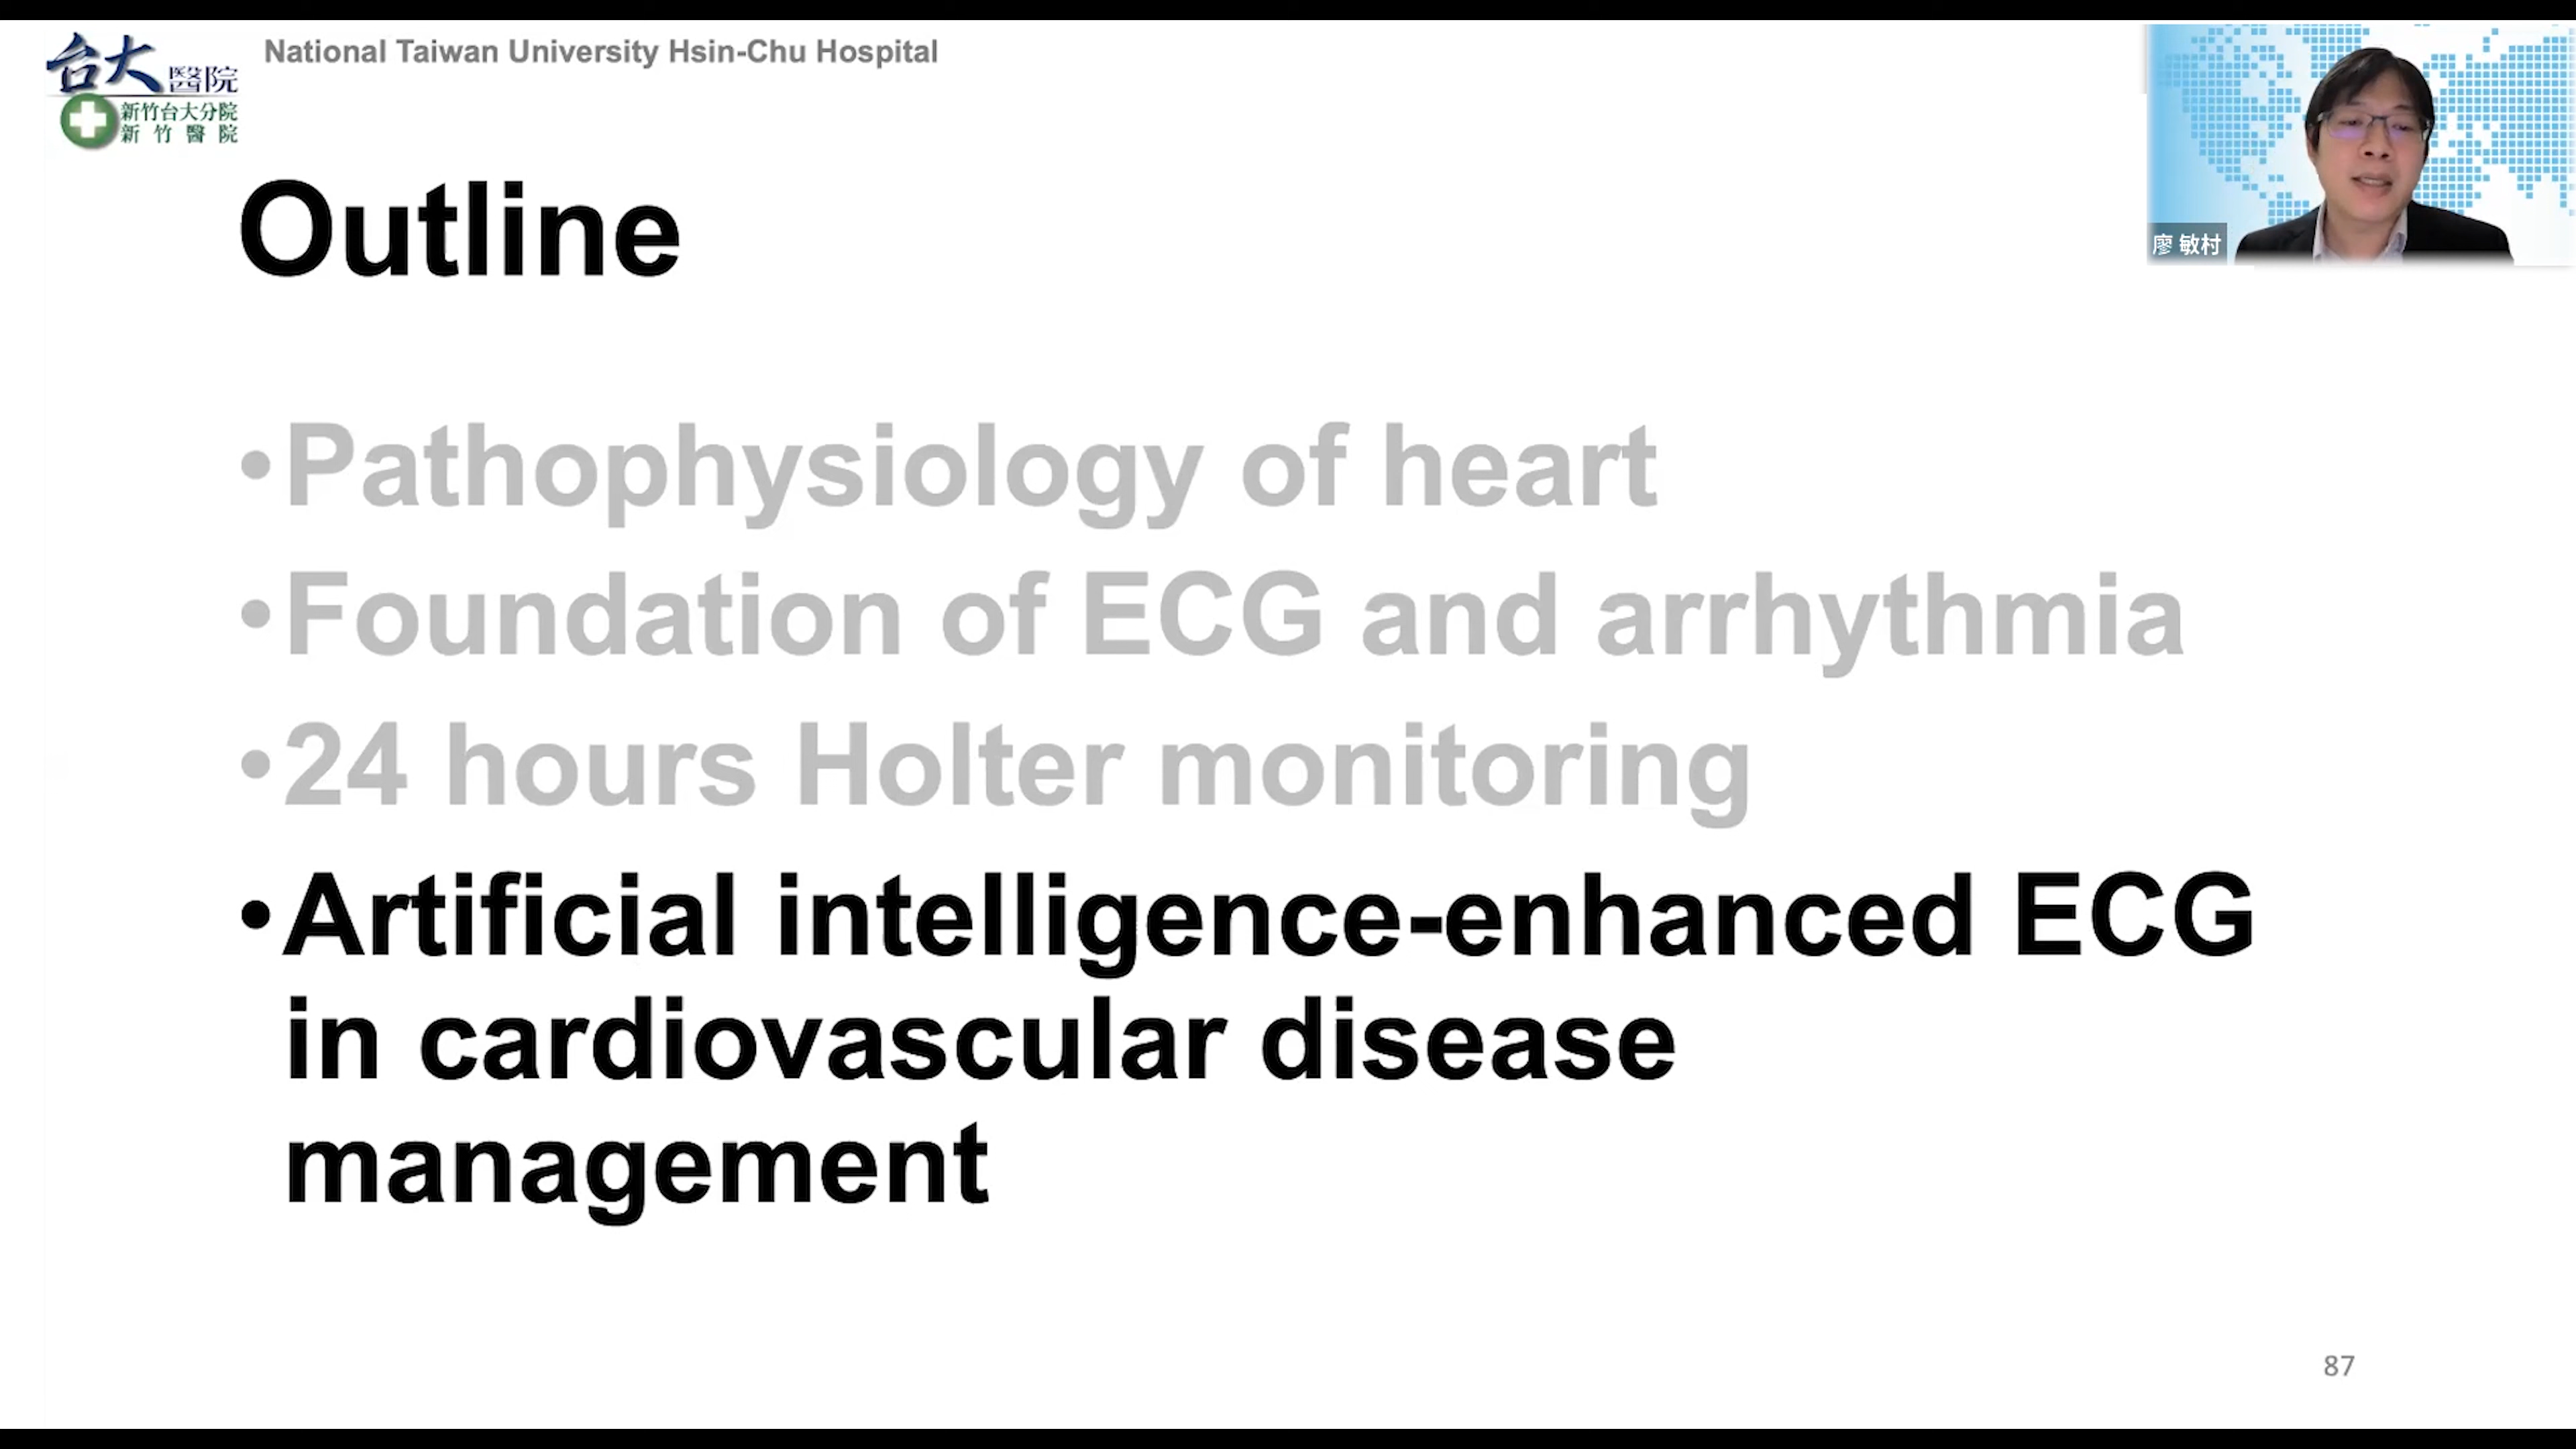 台大醫院
新竹台大分院
新竹醫院
National Taiwan University Hsin-Chu Hospital
廖 敏村
Outline
•Pathophysiology of heart
•Foundation of ECG and arrhythmia
•24 hours Holter monitoring
•Artificial intelligence-enhanced ECG
in cardiovascular disease
management
87